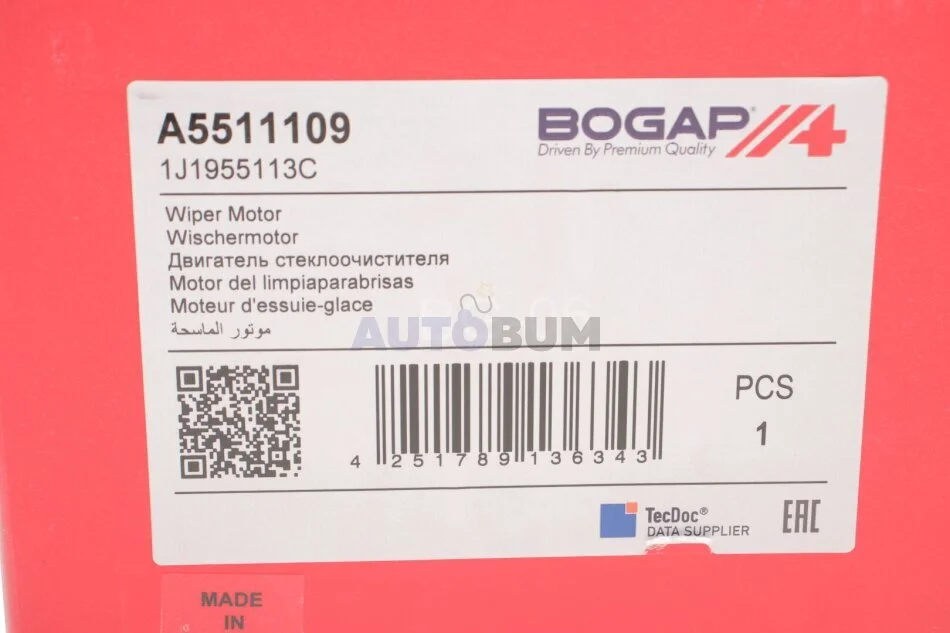 A5511109
1J1955113C
BOGAP
Driven By Premium Quality
Wiper Motor
Wischermotor
Двигатель стеклоочистителя
Motor del limpiaparabrisas
Moteur d'essuie-glace
موتور الماسحة
AUTOBUM
4 251789 136343
PCS
1
TecDoc®
DATA SUPPLIER
EAC
MADE
IN